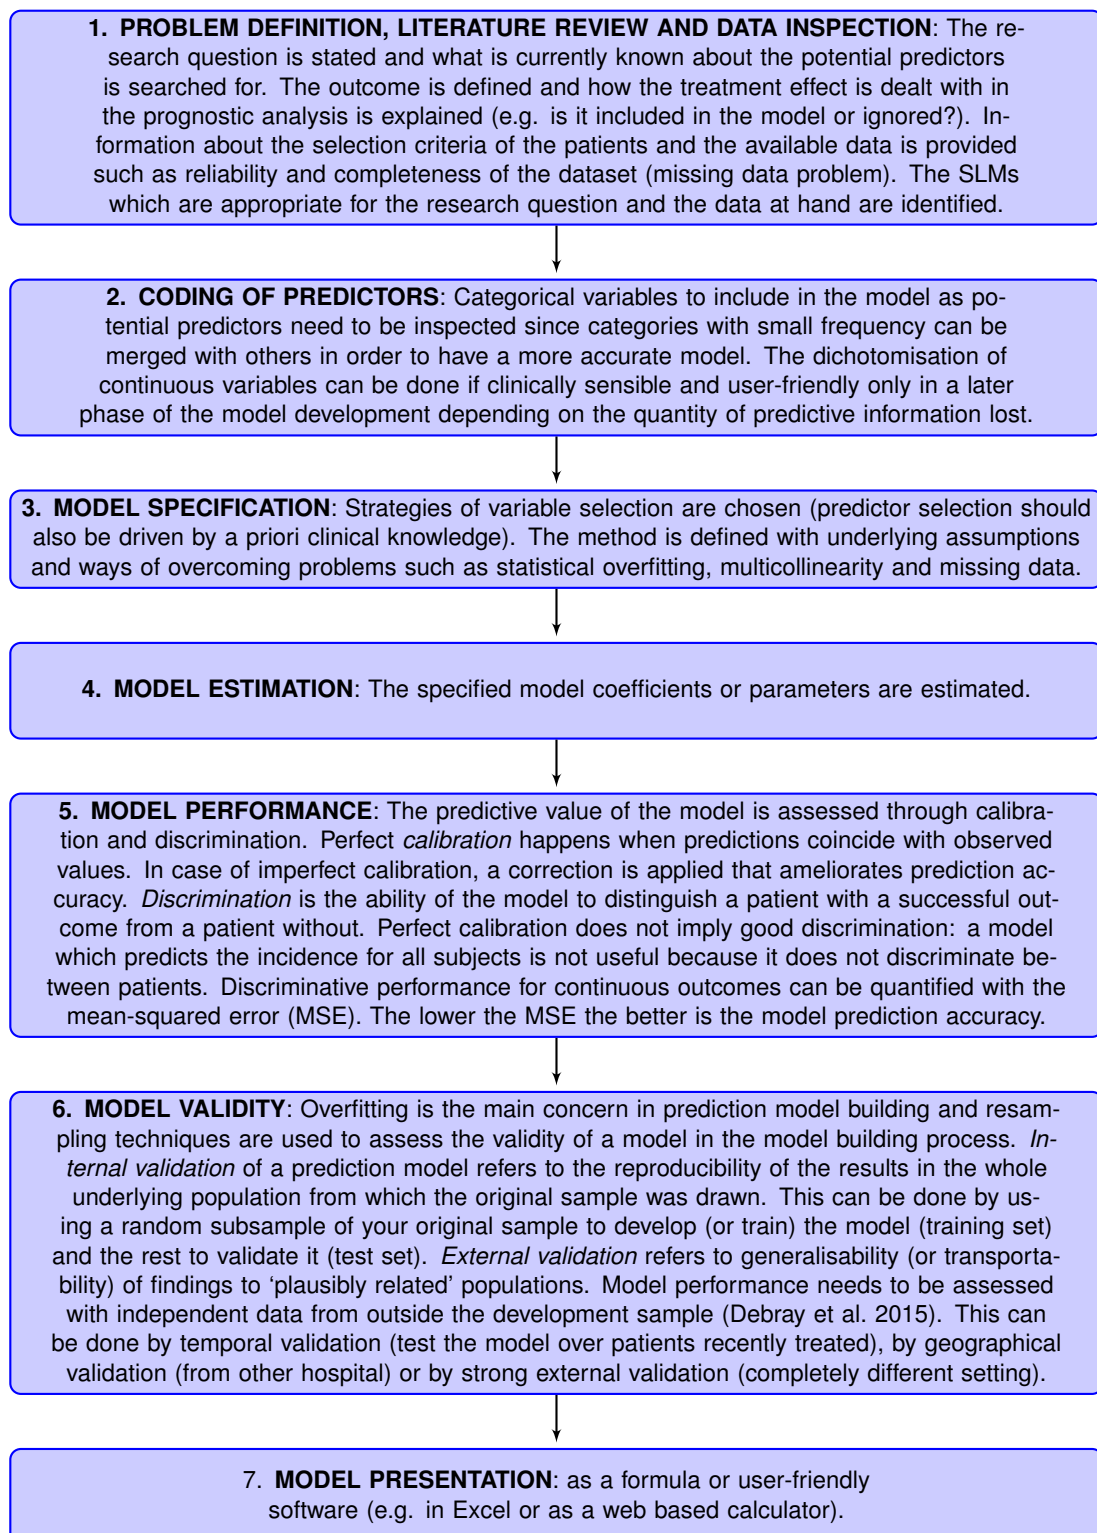 1. PROBLEM DEFINITION, LITERATURE REVIEW AND DATA INSPECTION: The re-
search question is stated and what is currently known about the potential predictors
is searched for. The outcome is defined and how the treatment effect is dealt with in
the prognostic analysis is explained (e.g. is it included in the model or ignored?). In-
formation about the selection criteria of the patients and the available data is provided
such as reliability and completeness of the dataset (missing data problem). The SLMs
which are appropriate for the research question and the data at hand are identified.
2. CODING OF PREDICTORS: Categorical variables to include in the model as po-
tential predictors need to be inspected since categories with small frequency can be
merged with others in order to have a more accurate model. The dichotomisation of
continuous variables can be done if clinically sensible and user-friendly only in a later
phase of the model development depending on the quantity of predictive information lost.
3. MODEL SPECIFICATION: Strategies of variable selection are chosen (predictor selection should
also be driven by a priori clinical knowledge). The method is defined with underlying assumptions
and ways of overcoming problems such as statistical overfitting, multicollinearity and missing data.
4. MODEL ESTIMATION: The specified model coefficients or parameters are estimated.
5. MODEL PERFORMANCE: The predictive value of the model is assessed through calibra-
tion and discrimination. Perfect calibration happens when predictions coincide with observed
values. In case of imperfect calibration, a correction is applied that ameliorates prediction ac-
curacy. Discrimination is the ability of the model to distinguish a patient with a successful out-
come from a patient without. Perfect calibration does not imply good discrimination: a model
which predicts the incidence for all subjects is not useful because it does not discriminate be-
tween patients. Discriminative performance for continuous outcomes can be quantified with the
mean-squared error (MSE). The lower the MSE the better is the model prediction accuracy.
6. MODEL VALIDITY: Overfitting is the main concern in prediction model building and resam-
pling techniques are used to assess the validity of a model in the model building process. In-
ternal validation of a prediction model refers to the reproducibility of the results in the whole
underlying population from which the original sample was drawn. This can be done by us-
ing a random subsample of your original sample to develop (or train) the model (training set)
and the rest to validate it (test set). External validation refers to generalisability (or transporta-
bility) of findings to ‘plausibly related’ populations. Model performance needs to be assessed
with independent data from outside the development sample (Debray et al. 2015). This can
be done by temporal validation (test the model over patients recently treated), by geographical
validation (from other hospital) or by strong external validation (completely different setting).
7. MODEL PRESENTATION: as a formula or user-friendly
software (e.g. in Excel or as a web based calculator).